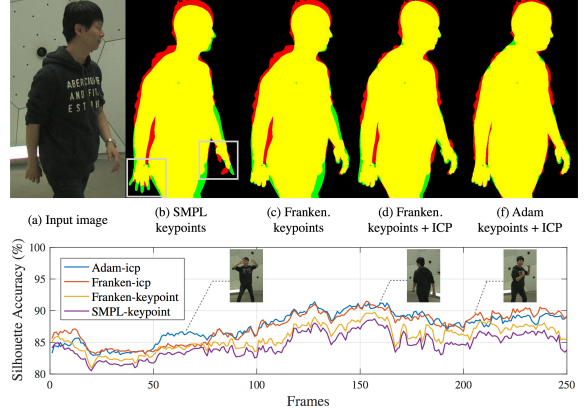 ABERCROMBIE
AND FIT
ESTAB
(a) Input image
(b) SMPL
keypoints
(c) Franken.
keypoints
(d) Franken.
keypoints + ICP
(f) Adam
keypoints + ICP
Silhouette Accuracy (%)
100
95
90
85
80
Adam-icp
Franken-icp
Franken-keypoint
SMPL-keypoint
0
50
100
150
200
250
Frames